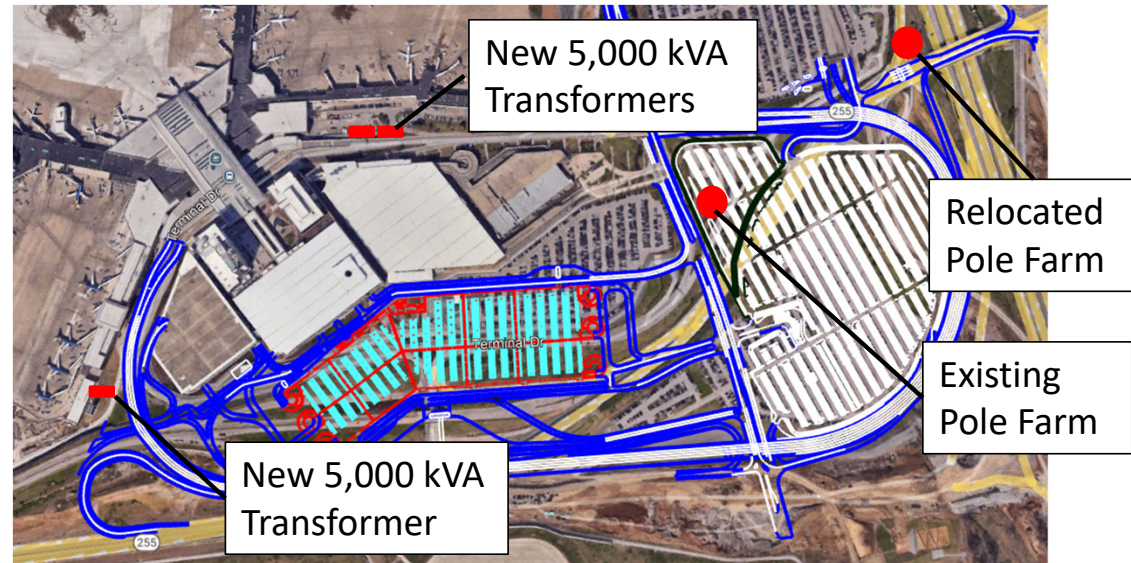 New 5,000 kVA
Transformers
255
Terminal Dr
Relocated
Pole Farm
Terminal Dr
Existing
Pole Farm
New 5,000 kVA
Transformer
255